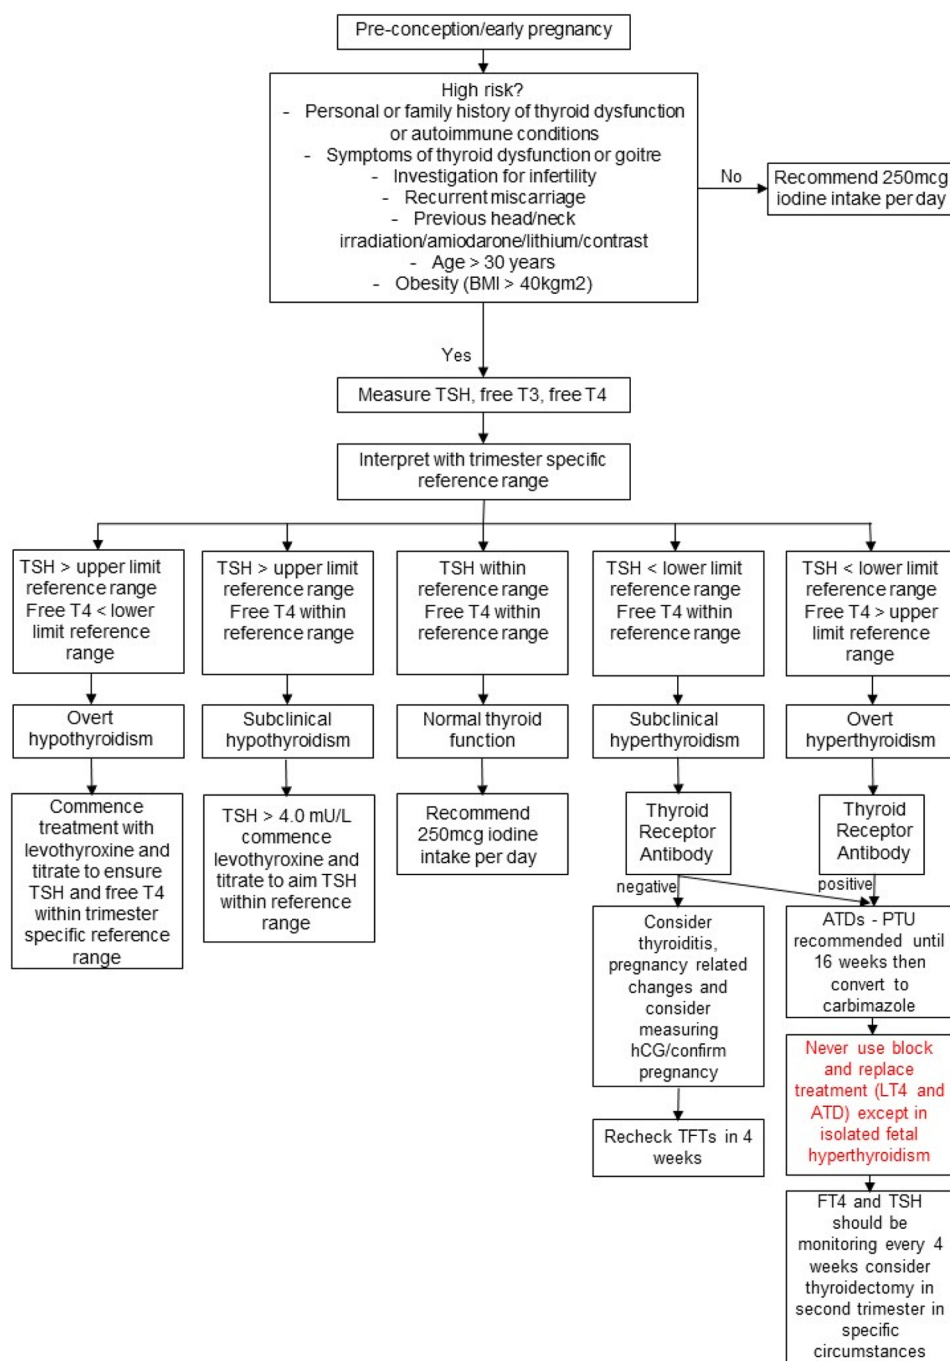 Pre-conception/early pregnancy
High risk?
- Personal or family history of thyroid dysfunction
or autoimmune conditions
- Symptoms of thyroid dysfunction or goitre
- Investigation for infertility
- Recurrent miscarriage
- Previous head/neck
irradiation/amiodarone/lithium/contrast
- Age > 30 years
- Obesity (BMI > 40kgm2)
No
Recommend 250mcg
iodine intake per day
Yes
Measure TSH, free T3, free T4
Interpret with trimester specific
reference range
TSH > upper limit
reference range
Free T4 < lower
limit reference
range
TSH > upper limit
reference range
Free T4 within
reference range
TSH within
reference range
Free T4 within
reference range
TSH < lower limit
reference range
Free T4 within
reference range
TSH < lower limit
reference range
Free T4 > upper
limit reference
range
Overt
hypothyroidism
Subclinical
hypothyroidism
Normal thyroid
function
Subclinical
hyperthyroidism
Overt
hyperthyroidism
Commence
treatment with
levothyroxine and
titrate to ensure
TSH and free T4
within trimester
specific reference
range
TSH > 4.0 mU/L
commence
levothyroxine and
titrate to aim TSH
within reference
range
Recommend
250mcg iodine
intake per day
Thyroid
Receptor
Antibody
Thyroid
Receptor
Antibody
negative
positive
Consider
thyroiditis,
pregnancy related
changes and
consider
measuring
hCG/confirm
pregnancy
Recheck TFTs in 4
weeks
ATDs - PTU
recommended until
16 weeks then
convert to
carbimazole
Never use block
and replace
treatment (LT4 and
ATD) except in
isolated fetal
hyperthyroidism
FT4 and TSH
should be
monitoring every 4
weeks consider
thyroidectomy in
second trimester in
specific
circumstances